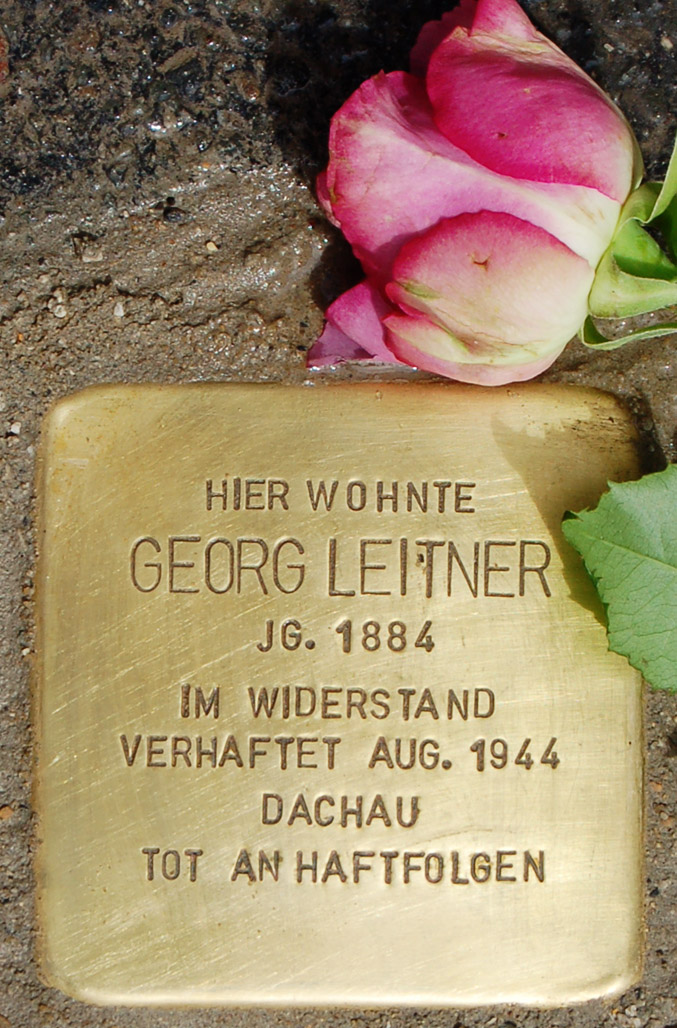 HIER WOHNTE
GEORG LEITNER
JG. 1884
IM WIDERSTAND
VERHAFTET AUG. 1944
DACHAU
TOT AN HAFTFOLGEN